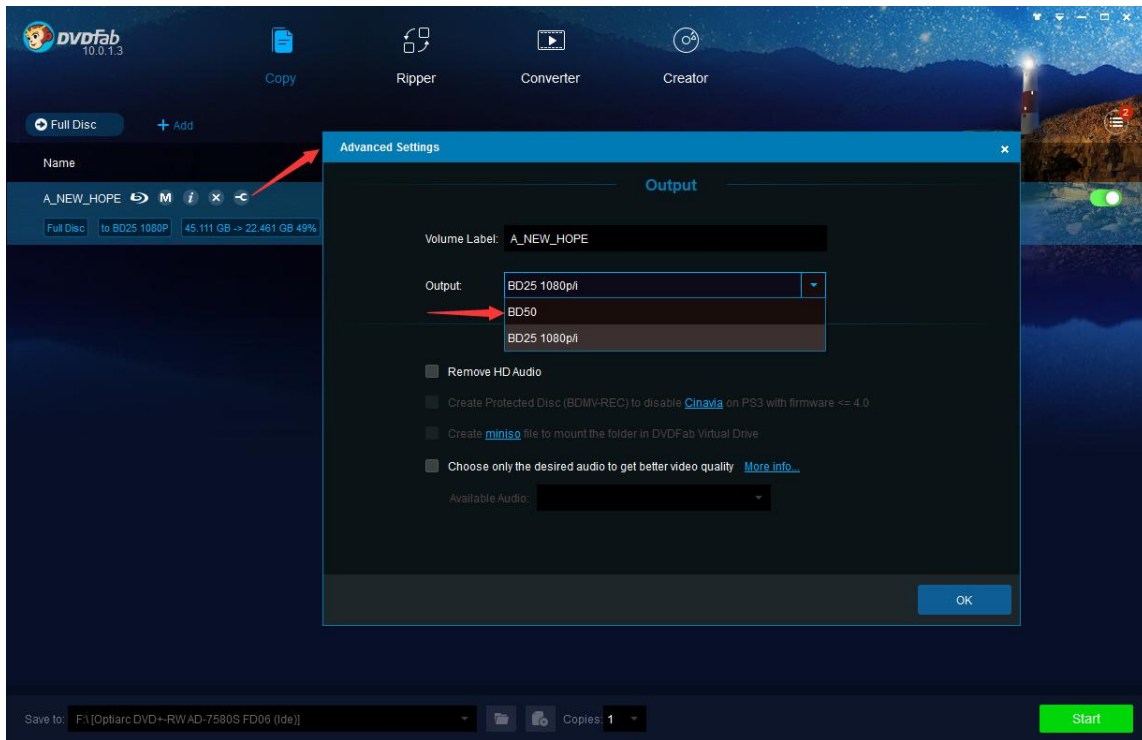 DVDFab
10.0.1.3
Copy
Ripper
Converter
Creator
Full Disc
+ Add
2
Name
Advanced Settings
A_NEW_HOPE M i
Full Disc to BD25 1080P 45.111 GB -> 22.461 GB 49%
Output
Volume Label: A_NEW_HOPE
Output: BD25 1080p/i
BD50
BD25 1080p/i
Remove HD Audio
Create Protected Disc (BDMV-REC) to disable Cinavia on PS3 with firmware <= 4.0
Create miniso file to mount the folder in DVDFab Virtual Drive
Choose only the desired audio to get better video quality More info...
Available Audio:
OK
Save to: F:\ [Optiarc DVD+-RW AD-7580S FD06 (Ide)] Copies: 1 Start